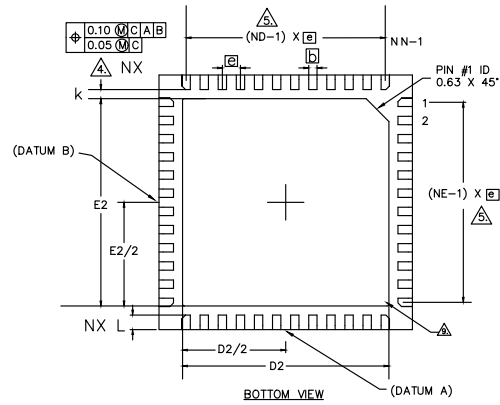 5.
0.10 M C A B
0.05 M C
(ND-1) X e
N N-1
4. NX
e
b
PIN #1 ID
0.63 X 45°
k
1
2
(DATUM B)
(NE-1) X e
5.
E2
E2/2
NX L
9.
D2/2
D2
(DATUM A)
BOTTOM VIEW